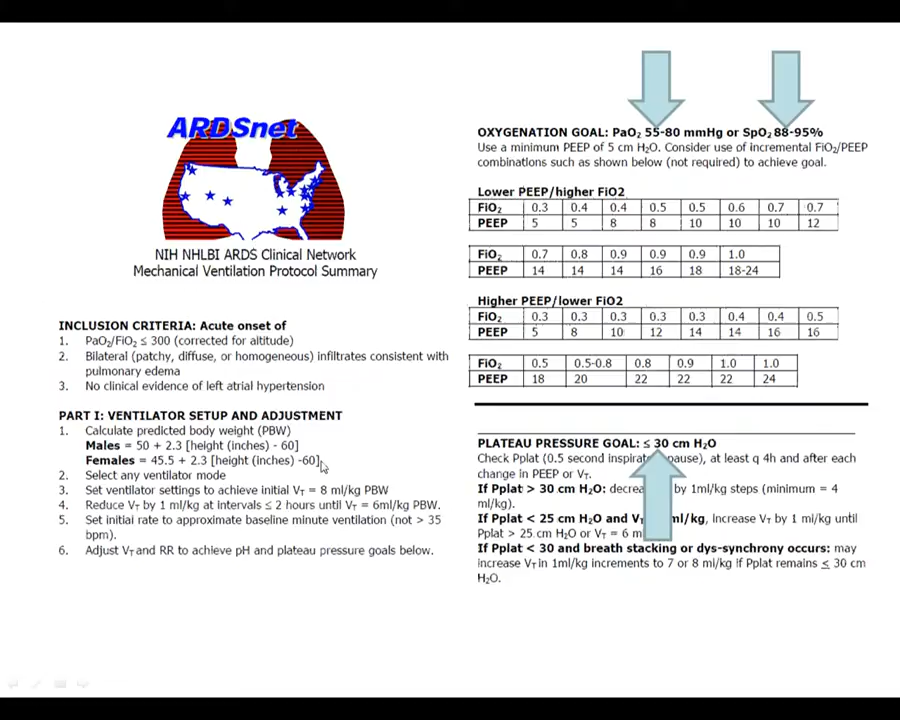 ARDSnet
NIH NHLBI ARDS Clinical Network
Mechanical Ventilation Protocol Summary
INCLUSION CRITERIA: Acute onset of
1. PaO₂/FiO₂ ≤ 300 (corrected for altitude)
2. Bilateral (patchy, diffuse, or homogeneous) infiltrates consistent with
pulmonary edema
3. No clinical evidence of left atrial hypertension
PART I: VENTILATOR SETUP AND ADJUSTMENT
1. Calculate predicted body weight (PBW)
Males = 50 + 2.3 [height (inches) - 60]
Females = 45.5 + 2.3 [height (inches) -60]
2. Select any ventilator mode
3. Set ventilator settings to achieve initial VT = 8 ml/kg PBW
4. Reduce VT by 1 ml/kg at intervals ≤ 2 hours until VT = 6ml/kg PBW.
5. Set initial rate to approximate baseline minute ventilation (not > 35
bpm).
6. Adjust VT and RR to achieve pH and plateau pressure goals below.
OXYGENATION GOAL: PaO₂ 55-80 mmHg or SpO₂ 88-95%
Use a minimum PEEP of 5 cm H₂O. Consider use of incremental FiO₂/PEEP
combinations such as shown below (not required) to achieve goal.
Lower PEEP/higher FiO2
FiO₂ 0.3 0.4 0.4 0.5 0.5 0.6 0.7 0.7
PEEP 5 5 8 8 10 10 10 12
FiO₂ 0.7 0.8 0.9 0.9 0.9 1.0
PEEP 14 14 14 16 18 18-24
Higher PEEP/lower FiO2
FiO₂ 0.3 0.3 0.3 0.3 0.3 0.4 0.4 0.5
PEEP 5 8 10 12 14 14 16 16
FiO₂ 0.5 0.5-0.8 0.8 0.9 1.0 1.0
PEEP 18 20 22 22 22 24
PLATEAU PRESSURE GOAL: ≤ 30 cm H₂O
Check Pplat (0.5 second inspirat pause), at least q 4h and after each
change in PEEP or VT.
If Pplat > 30 cm H₂O: decrea by 1ml/kg steps (minimum = 4
ml/kg).
If Pplat < 25 cm H₂O and V ml/kg, increase VT by 1 ml/kg until
Pplat > 25 cm H₂O or VT = 6 m
If Pplat < 30 and breath stacking or dys-synchrony occurs: may
increase VT in 1ml/kg increments to 7 or 8 ml/kg if Pplat remains ≤ 30 cm
H₂O.